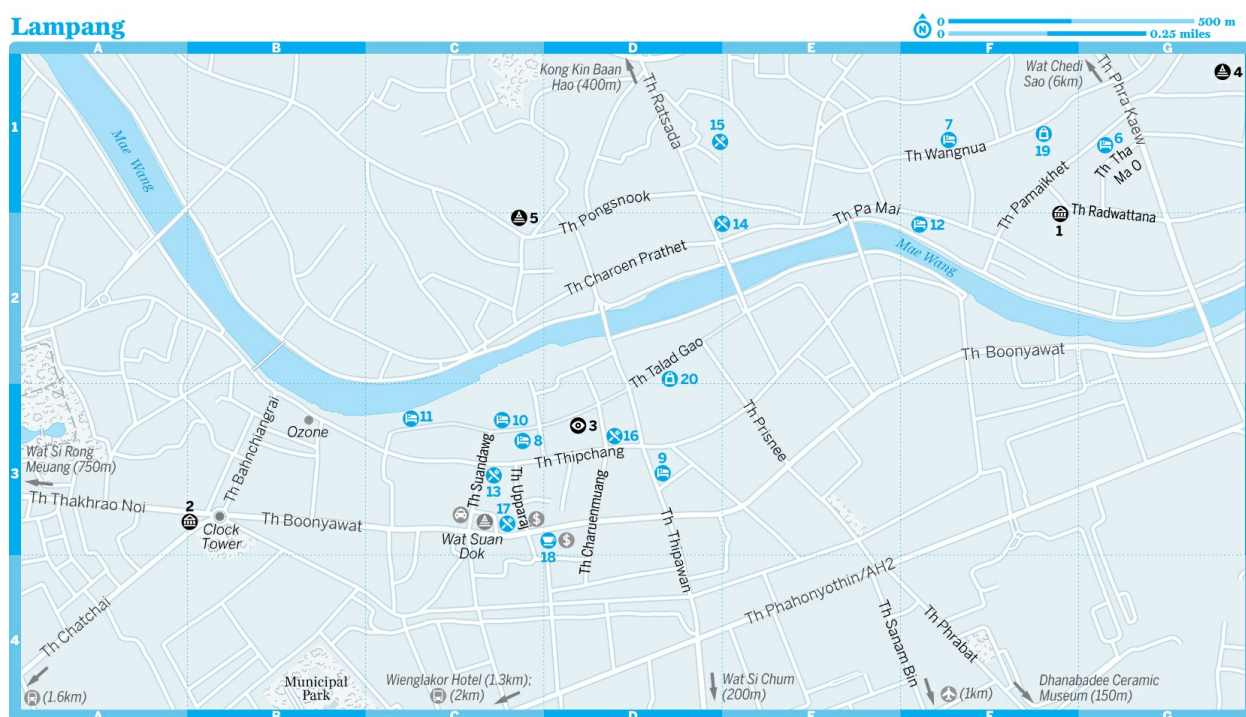 Lampang
N
0 500 m
0 0.25 miles
A B C D E F G
Kong Kin Baan
Hao (400m)
Wat Chedi
Sao (6km)
4
Th Ratsada
Th Phra Kaew
1
Mae Wang
15
7
Th Wangnua
19
6
Th Tha
Ma O
Th Pamaikhet
5
Th Pongsnook
14
Th Pa Mai
12
1
Th Radwattana
Th Charoen Prathet
Mae Wang
2
Th Talad Gao
Th Boonyawat
20
11
10
8
3
16
Th Prisnee
Ozone
Th Bahnchiangrai
Wat Si Rong
Meuang (750m)
3
Th Suandawg
Th Thipchang
9
13
Th Upparaj
Th Thakhrao Noi
2
Clock
Tower
Th Boonyawat
17
$
Wat Suan
Dok
18
$
Th Charuenmuang
Th Thipawan
Th Phahonyothin/AH2
Th Chatchai
4
Th Sanam Bin
Th Phrabat
Municipal
Park
Wienglakor Hotel (1.3km);
(2km)
Wat Si Chum
(200m)
(1km)
Dhanabadee Ceramic
Museum (150m)
(1.6km)
A B C D E F G